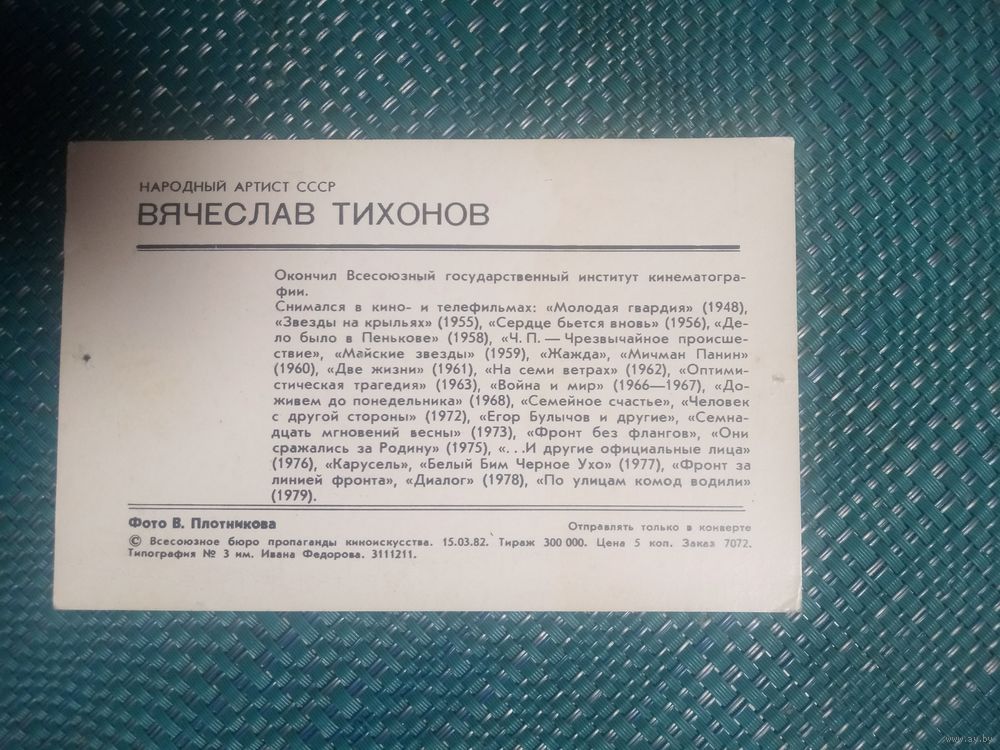 НАРОДНЫЙ АРТИСТ СССР
ВЯЧЕСЛАВ ТИХОНОВ
Окончил Всесоюзный государственный институт кинематогра-
фии.
Снимался в кино- и телефильмах: «Молодая гвардия» (1948),
«Звезды на крыльях» (1955), «Сердце бьется вновь» (1956), «Де-
ло было в Пенькове» (1958), «Ч. П. — Чрезвычайное происше-
ствие», «Майские звезды» (1959), «Жажда», «Мичман Панин»
(1960), «Две жизни» (1961), «На семи ветрах» (1962), «Оптими-
стическая трагедия» (1963), «Война и мир» (1966—1967), «До-
живем до понедельника» (1968), «Семейное счастье», «Человек
с другой стороны» (1972), «Егор Булычов и другие», «Семна-
дцать мгновений весны» (1973), «Фронт без флангов», «Они
сражались за Родину» (1975), «. . .И другие официальные лица»
(1976), «Карусель», «Белый Бим Черное Ухо» (1977), «Фронт за
линией фронта», «Диалог» (1978), «По улицам комод водили»
(1979).
Фото В. Плотникова
Отправлять только в конверте
© Всесоюзное бюро пропаганды киноискусства. 15.03.82. Тираж 300 000. Цена 5 коп. Заказ 7072.
Типография № 3 им. Ивана Федорова. 3111211.
www.ay.by